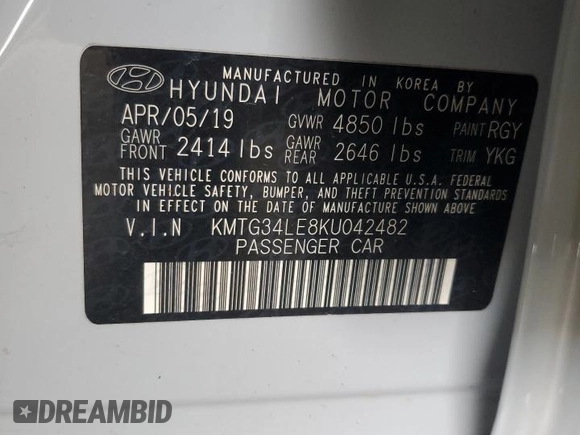 MANUFACTURED IN KOREA BY
HYUNDAI MOTOR COMPANY
APR/05/19 GVWR 4850 lbs PAINT RGY
GAWR FRONT 2414 lbs GAWR REAR 2646 lbs TRIM YKG
THIS VEHICLE CONFORMS TO ALL APPLICABLE U.S.A. FEDERAL
MOTOR VEHICLE SAFETY, BUMPER, AND THEFT PREVENTION STANDARDS
IN EFFECT ON THE DATE OF MANUFACTURE SHOWN ABOVE.
V.I.N KMTG34LE8KU042482
PASSENGER CAR
DREAMBID